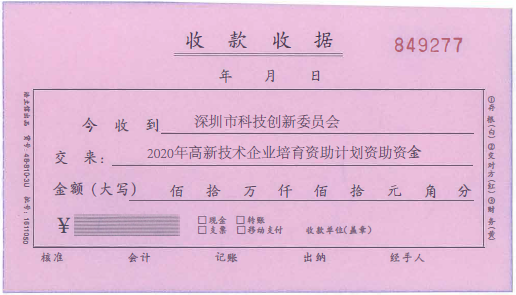 收款收据
849277
年 月 日
今收到 深圳市科技创新委员会
交来: 2020年高新技术企业培育资助计划资助资金
金额(大写) 佰 拾 万 仟 佰 拾 元 角 分
¥ □现金 □转账
□支票 □移动支付 收款单位(盖章)
核准 会计 记账 出纳 经手人
①存根(白) ②交对方(红) ③财务(黄)